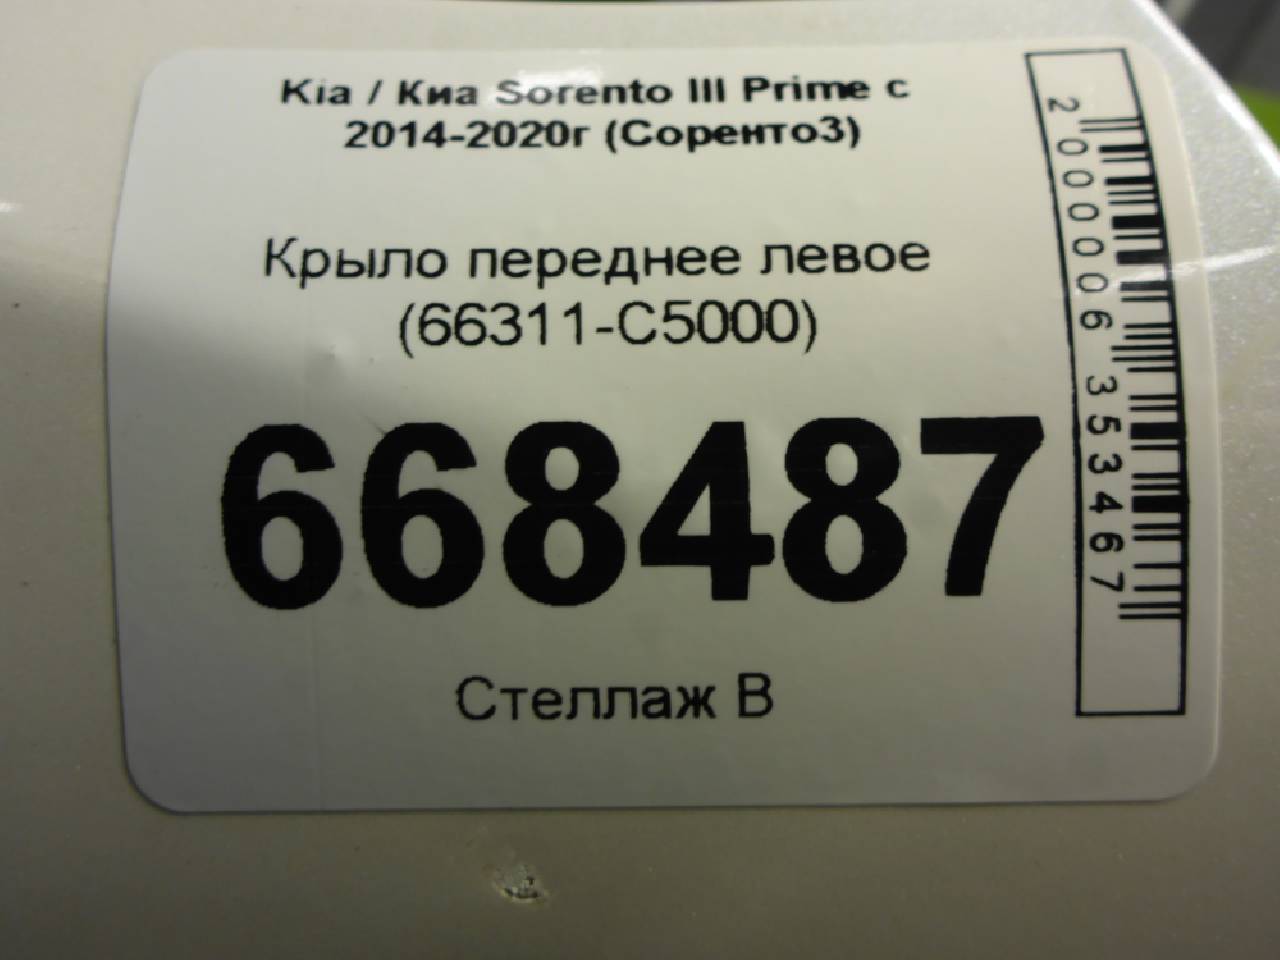 Kia / Киа Sorento III Prime с
2014-2020г (Соренто3)
Крыло переднее левое
(66311-C5000)
668487
Стеллаж В
2000006353467